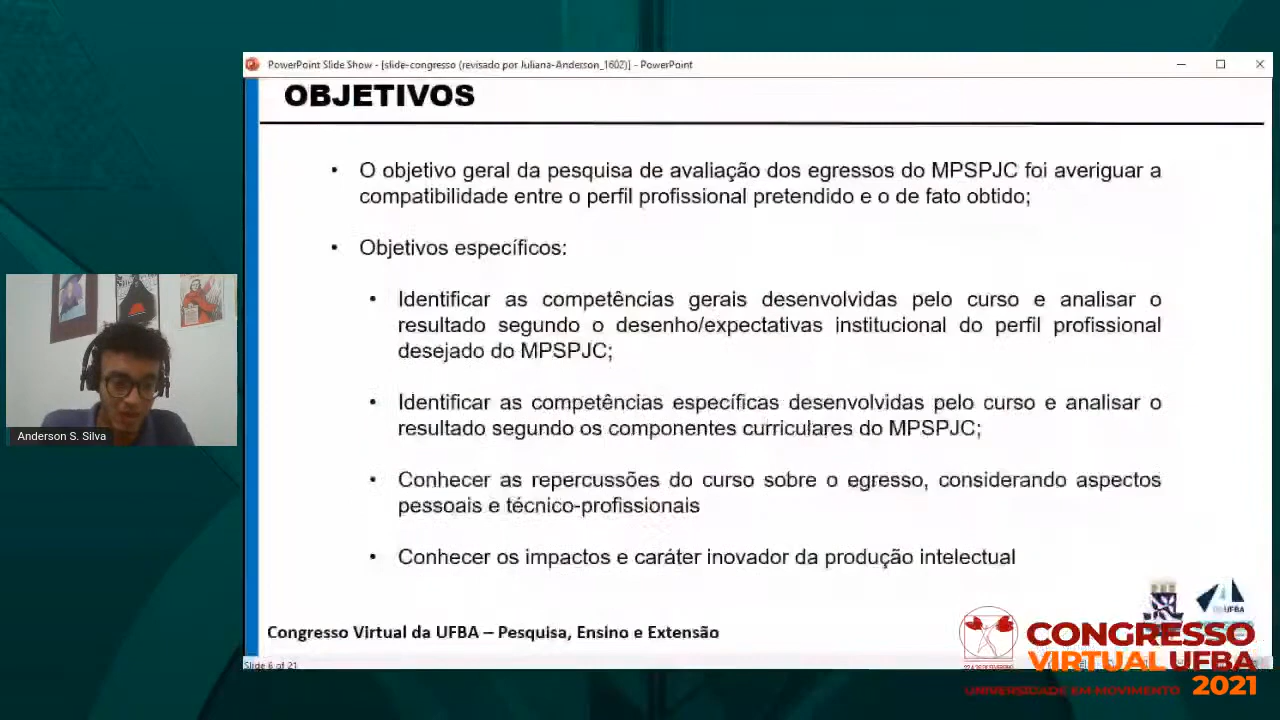 PowerPoint Slide Show - [slide-congresso (revisado por Juliana-Anderson_1602)] - PowerPoint
OBJETIVOS
• O objetivo geral da pesquisa de avaliação dos egressos do MPSPJC foi averiguar a
compatibilidade entre o perfil profissional pretendido e o de fato obtido;
• Objetivos específicos:
• Identificar as competências gerais desenvolvidas pelo curso e analisar o
resultado segundo o desenho/expectativas institucional do perfil profissional
desejado do MPSPJC;
• Identificar as competências específicas desenvolvidas pelo curso e analisar o
resultado segundo os componentes curriculares do MPSPJC;
• Conhecer as repercussões do curso sobre o egresso, considerando aspectos
pessoais e técnico-profissionais
• Conhecer os impactos e caráter inovador da produção intelectual
Anderson S. Silva
Congresso Virtual da UFBA – Pesquisa, Ensino e Extensão
Slide 6 of 21
UFBA
CONGRESSO
VIRTUAL UFBA
UNIVERSIDADE EM MOVIMENTO 2021